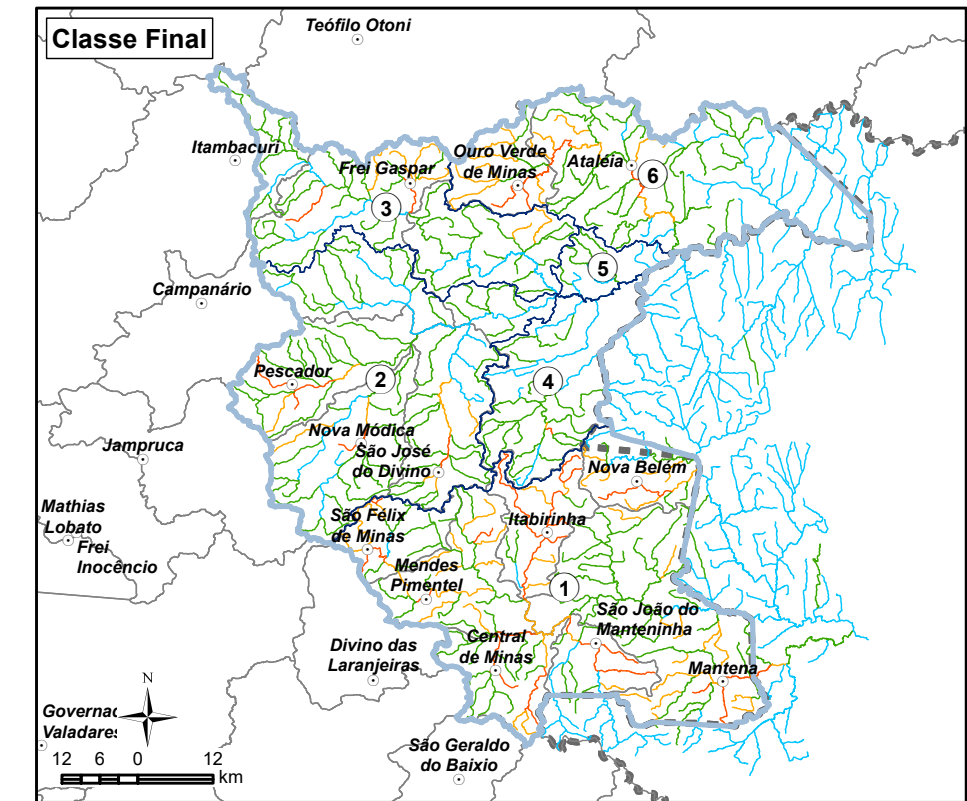 Classe Final
Teófilo Otoni
Itambacuri
Frei Gaspar
Ouro Verde
de Minas
Ataléia
6
3
5
Campanário
Pescador
2
4
Nova Módica
São José
do Divino
Jampruca
Nova Belém
Mathias
Lobato
Frei
Inocêncio
São Félix
de Minas
Itabirinha
Mendes
Pimentel
1
São João do
Manteninha
Divino das
Laranjeiras
Central
de Minas
Mantena
N
Governad
Valadares
São Geraldo
do Baixio
12 6 0 12
km